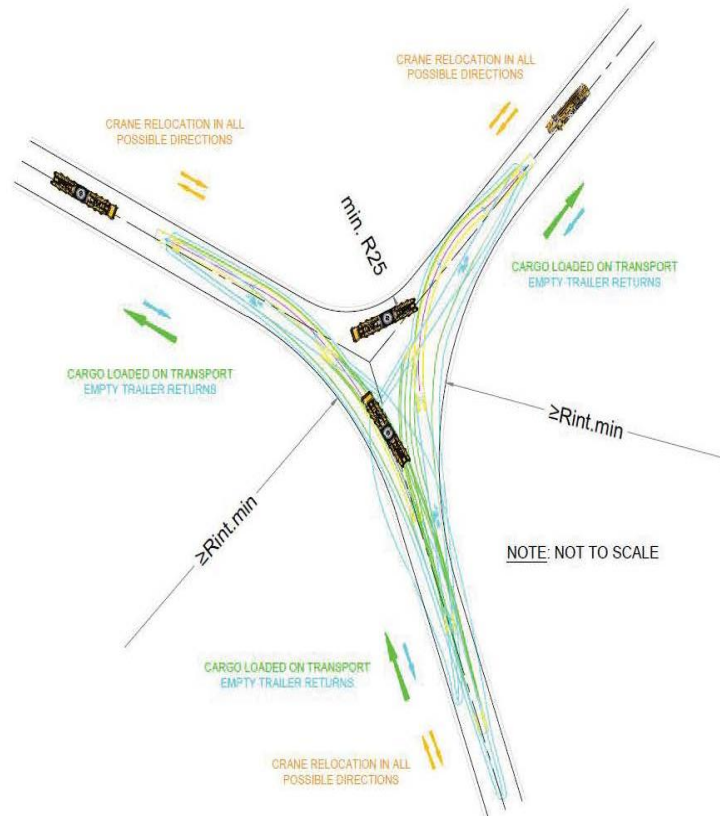 CRANE RELOCATION IN ALL
POSSIBLE DIRECTIONS
CRANE RELOCATION IN ALL
POSSIBLE DIRECTIONS
min. R25
CARGO LOADED ON TRANSPORT
EMPTY TRAILER RETURNS
CARGO LOADED ON TRANSPORT
EMPTY TRAILER RETURNS
≥Rint.min
≥Rint.min
NOTE: NOT TO SCALE
CARGO LOADED ON TRANSPORT
EMPTY TRAILER RETURNS
CRANE RELOCATION IN ALL
POSSIBLE DIRECTIONS